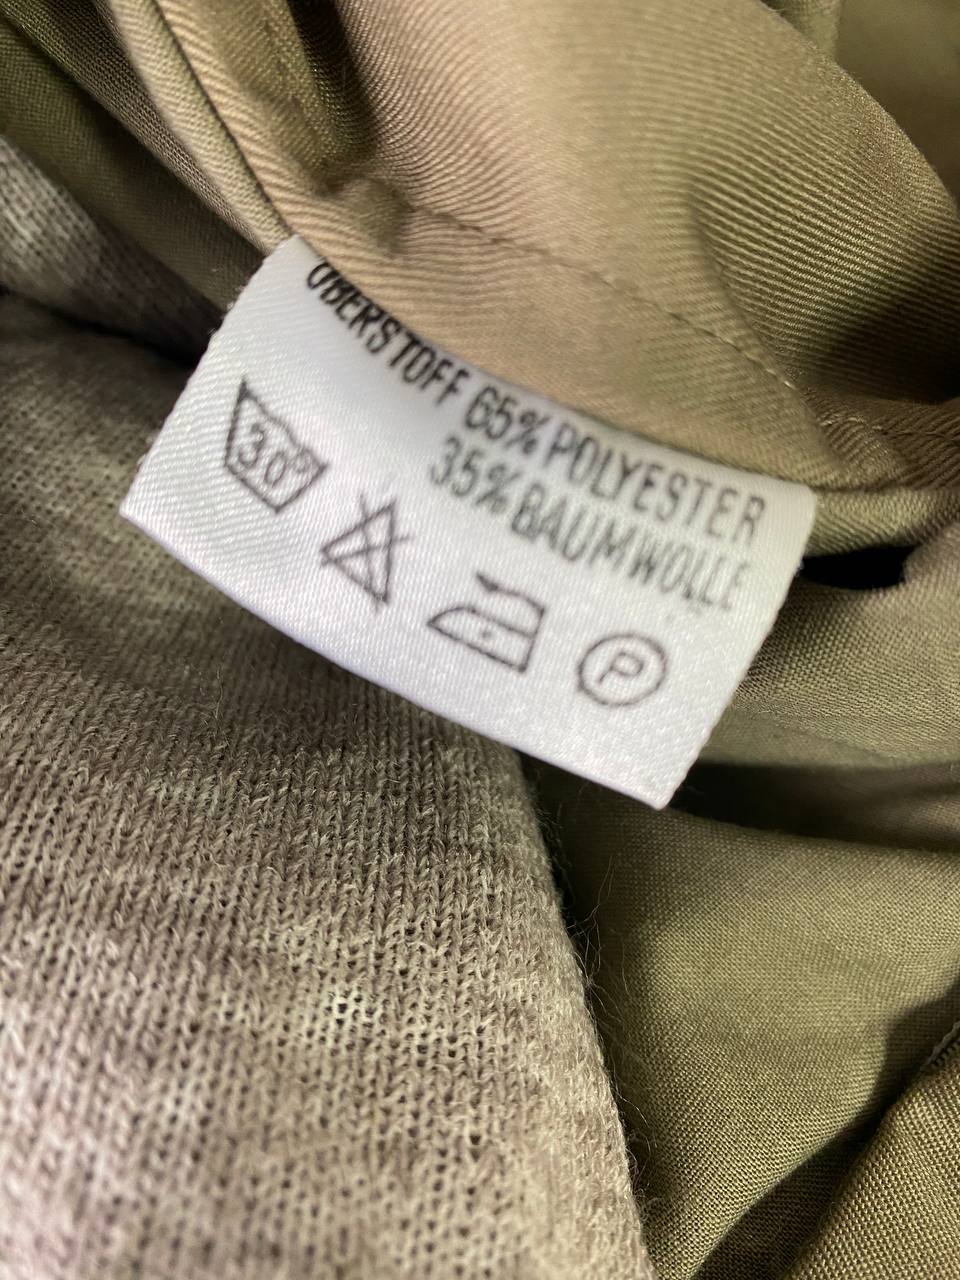 OBERSTOFF 65% POLYESTER
35% BAUMWOLLE
30° P